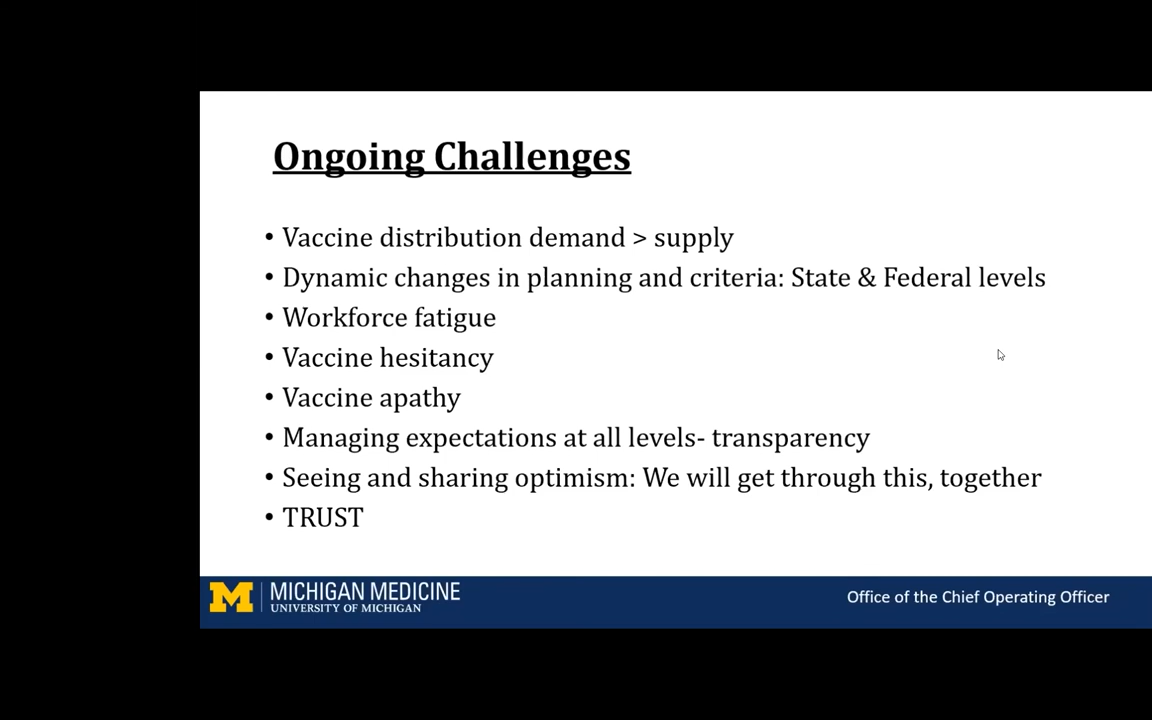 Ongoing Challenges
• Vaccine distribution demand > supply
• Dynamic changes in planning and criteria: State & Federal levels
• Workforce fatigue
• Vaccine hesitancy
• Vaccine apathy
• Managing expectations at all levels- transparency
• Seeing and sharing optimism: We will get through this, together
• TRUST
M MICHIGAN MEDICINE
UNIVERSITY OF MICHIGAN
Office of the Chief Operating Officer